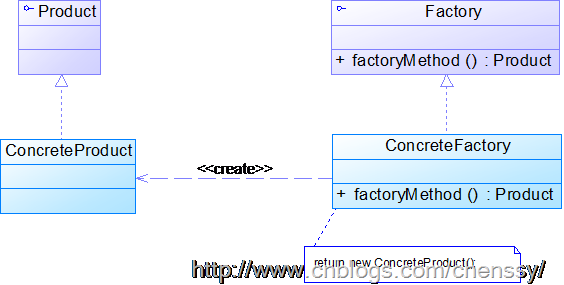 Product
Factory
+ factoryMethod () : Product
ConcreteProduct
<<create>>
ConcreteFactory
+ factoryMethod () : Product
return new ConcreteProduct();
http://www.cnblogs.com/chenssy/